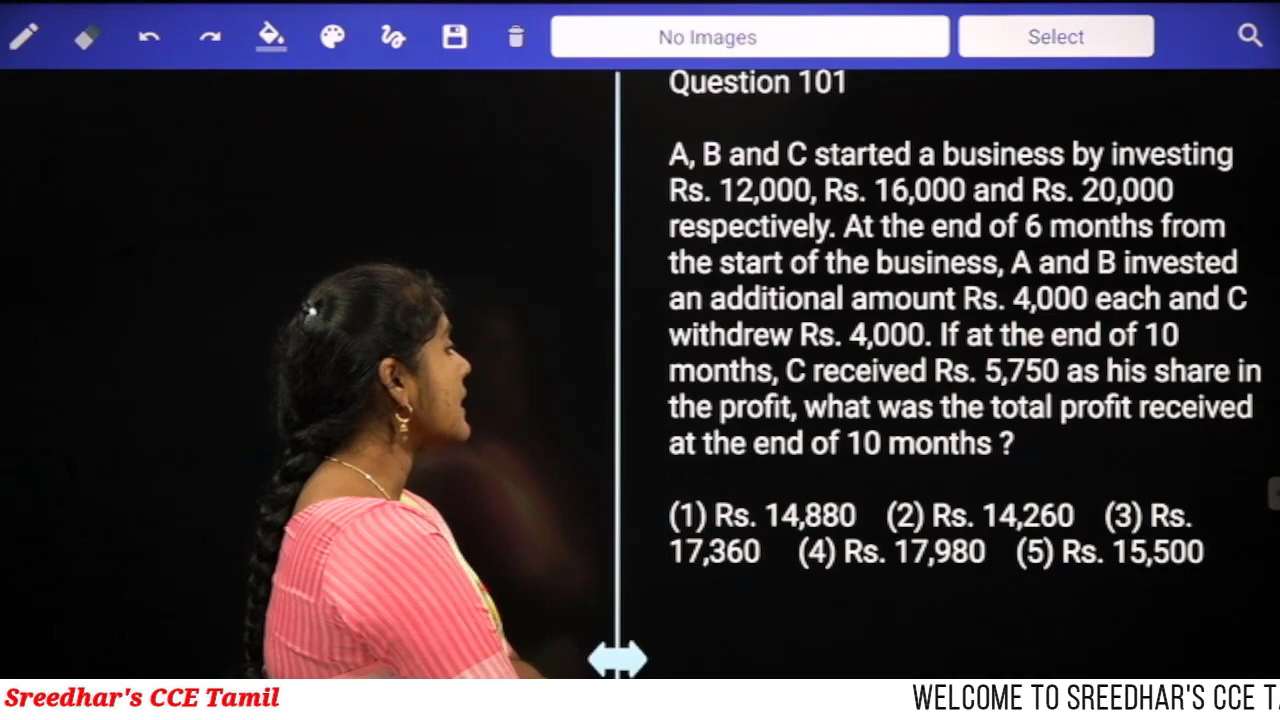 No Images
Select
Question 101
A, B and C started a business by investing
Rs. 12,000, Rs. 16,000 and Rs. 20,000
respectively. At the end of 6 months from
the start of the business, A and B invested
an additional amount Rs. 4,000 each and C
withdrew Rs. 4,000. If at the end of 10
months, C received Rs. 5,750 as his share in
the profit, what was the total profit received
at the end of 10 months ?
(1) Rs. 14,880 (2) Rs. 14,260 (3) Rs.
17,360 (4) Rs. 17,980 (5) Rs. 15,500
Sreedhar's CCE Tamil
WELCOME TO SREEDHAR'S CCE TA